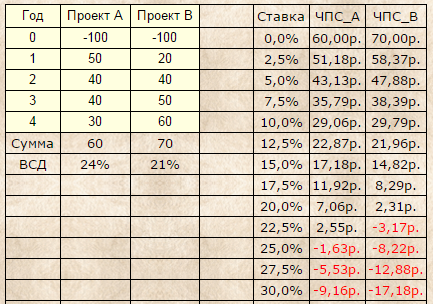 Год Проект А Проект В Ставка ЧПС_А ЧПС_В
0 -100 -100 0,0% 60,00р. 70,00р.
1 50 20 2,5% 51,18р. 58,37р.
2 40 40 5,0% 43,13р. 47,88р.
3 40 50 7,5% 35,79р. 38,39р.
4 30 60 10,0% 29,06р. 29,79р.
Сумма 60 70 12,5% 22,87р. 21,96р.
ВСД 24% 21% 15,0% 17,18р. 14,82р.
17,5% 11,92р. 8,29р.
20,0% 7,06р. 2,31р.
22,5% 2,55р. -3,17р.
25,0% -1,63р. -8,22р.
27,5% -5,53р. -12,88р.
30,0% -9,16р. -17,18р.